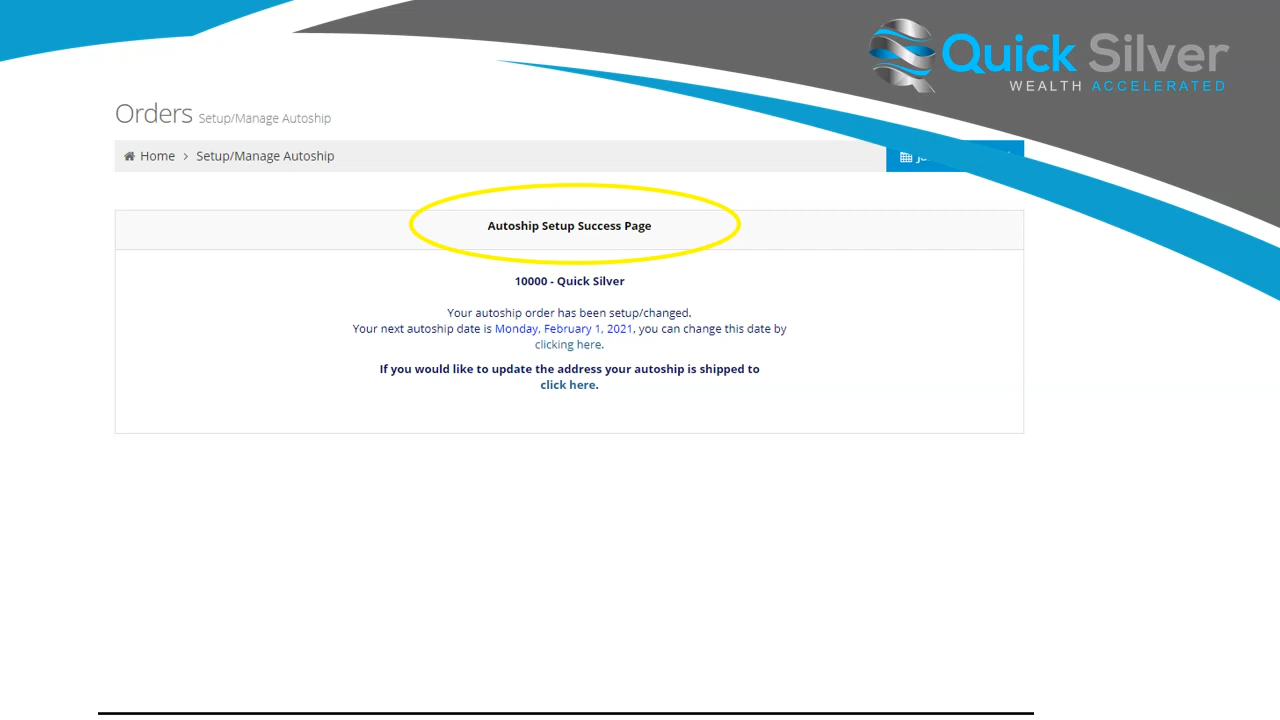 Quick Silver
WEALTH ACCELERATED
Orders Setup/Manage Autoship
Home > Setup/Manage Autoship
Autoship Setup Success Page
10000 - Quick Silver
Your autoship order has been setup/changed.
Your next autoship date is Monday, February 1, 2021, you can change this date by
clicking here.
If you would like to update the address your autoship is shipped to
click here.